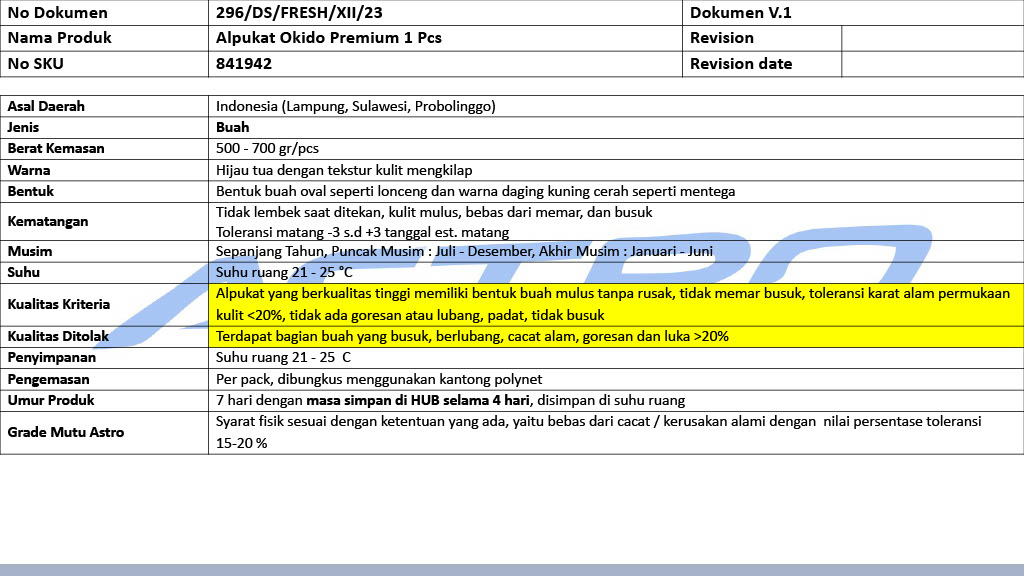 No Dokumen 296/DS/FRESH/XII/23 Dokumen V.1
Nama Produk Alpukat Okido Premium 1 Pcs Revision
No SKU 841942 Revision date
Asal Daerah Indonesia (Lampung, Sulawesi, Probolinggo)
Jenis Buah
Berat Kemasan 500 - 700 gr/pcs
Warna Hijau tua dengan tekstur kulit mengkilap
Bentuk Bentuk buah oval seperti lonceng dan warna daging kuning cerah seperti mentega
Kematangan Tidak lembek saat ditekan, kulit mulus, bebas dari memar, dan busuk
Toleransi matang -3 s.d +3 tanggal est. matang
Musim Sepanjang Tahun, Puncak Musim : Juli - Desember, Akhir Musim : Januari - Juni
Suhu Suhu ruang 21 - 25 °C
Kualitas Kriteria Alpukat yang berkualitas tinggi memiliki bentuk buah mulus tanpa rusak, tidak memar busuk, toleransi karat alam permukaan
kulit <20%, tidak ada goresan atau lubang, padat, tidak busuk
Kualitas Ditolak Terdapat bagian buah yang busuk, berlubang, cacat alam, goresan dan luka >20%
Penyimpanan Suhu ruang 21 - 25  C
Pengemasan Per pack, dibungkus menggunakan kantong polynet
Umur Produk 7 hari dengan masa simpan di HUB selama 4 hari, disimpan di suhu ruang
Grade Mutu Astro Syarat fisik sesuai dengan ketentuan yang ada, yaitu bebas dari cacat / kerusakan alami dengan  nilai persentase toleransi
15-20 %
ASTRO